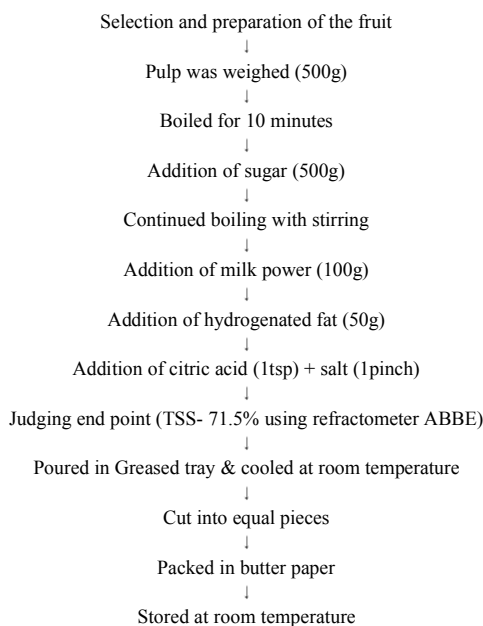 Selection and preparation of the fruit
↓
Pulp was weighed (500g)
↓
Boiled for 10 minutes
↓
Addition of sugar (500g)
↓
Continued boiling with stirring
↓
Addition of milk power (100g)
↓
Addition of hydrogenated fat (50g)
↓
Addition of citric acid (1tsp) + salt (1pinch)
↓
Judging end point (TSS- 71.5% using refractometer ABBE)
↓
Poured in Greased tray & cooled at room temperature
↓
Cut into equal pieces
↓
Packed in butter paper
↓
Stored at room temperature